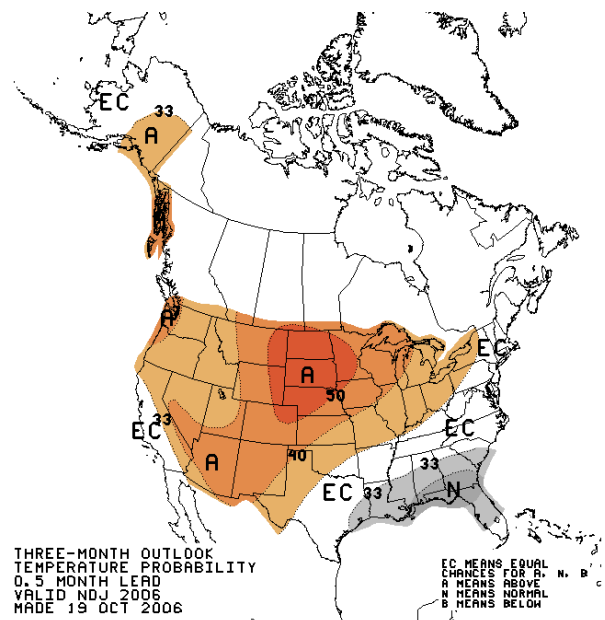 EC
33
A
A
EC
A
50
EC
33
EC
40
A
33
EC
33
N
THREE-MONTH OUTLOOK
TEMPERATURE PROBABILITY
0.5 MONTH LEAD
VALID NDJ 2006
MADE 19 OCT 2006
EC MEANS EQUAL
CHANCES FOR A, N, B
A MEANS ABOVE
N MEANS NORMAL
B MEANS BELOW